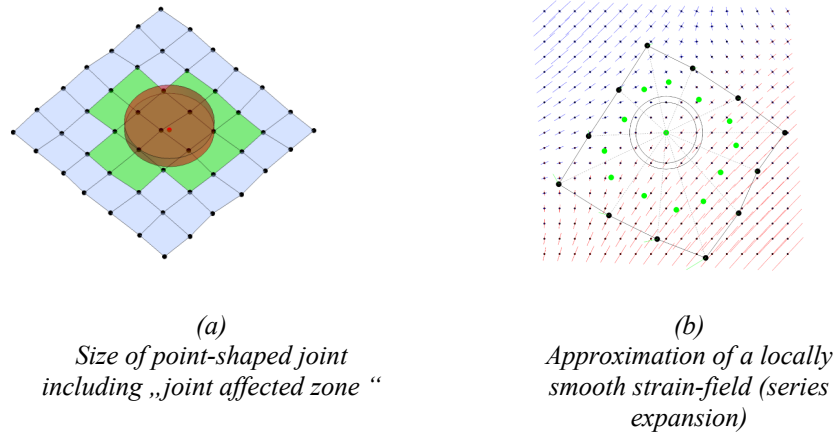 (a)
Size of point-shaped joint
including „joint affected zone “
(b)
Approximation of a locally
smooth strain-field (series
expansion)